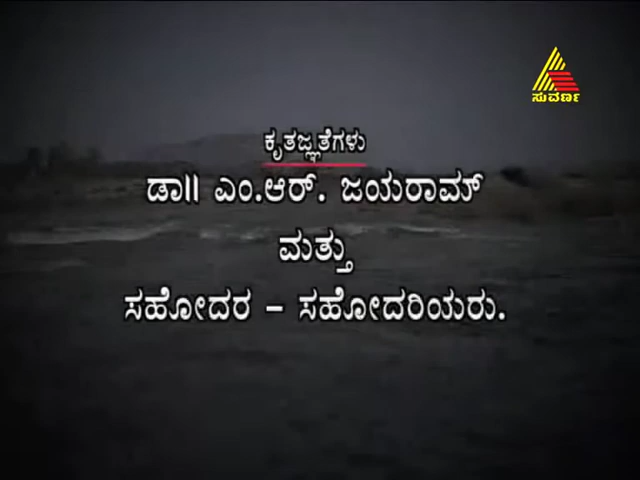 ಸುವರ್ಣ
ಕೃತಜ್ಞತೆಗಳು
ಡಾ|| ಎಂ.ಆರ್. ಜಯರಾಮ್
ಮತ್ತು
ಸಹೋದರ – ಸಹೋದರಿಯರು.